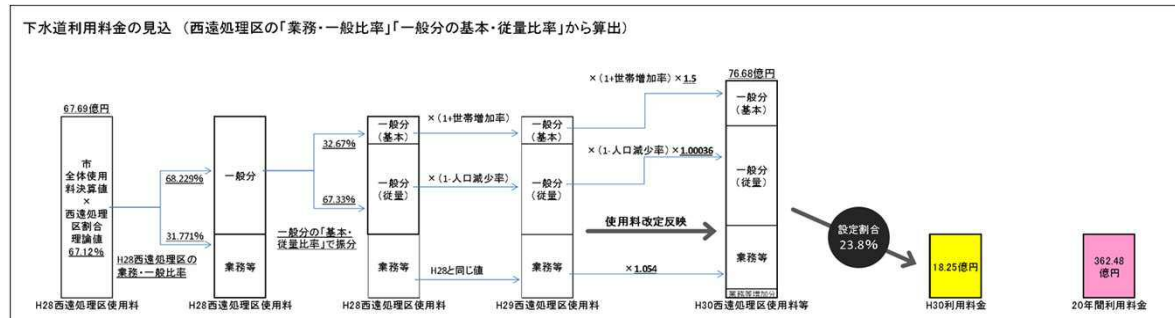 下水道利用料金の見込 (西遠処理区の「業務・一般比率」「一般分の基本・従量比率」から算出)
67.69億円
市
全体使用
料決算値
×
西遠処理
区割合
理論値
67.12%
H28西遠処理区使用料
68.229%
31.771%
H28西遠処理区の
業務・一般比率
一般分
業務等
H28西遠処理区使用料
32.67%
67.33%
一般分の「基本・
従量比率」で振分
一般分
(基本)
一般分
(従量)
業務等
H28西遠処理区使用料
×(1+世帯増加率)
×(1-人口減少率)
H28と同じ値
一般分
(基本)
一般分
(従量)
業務等
H29西遠処理区使用料
×(1+世帯増加率)×1.5
×(1-人口減少率)×1.00036
使用料改定反映
×1.054
76.68億円
一般分
(基本)
一般分
(従量)
業務等
業務等増加分
H30西遠処理区使用料等
設定割合
23.8%
18.25億円
H30利用料金
362.48
億円
20年間利用料金